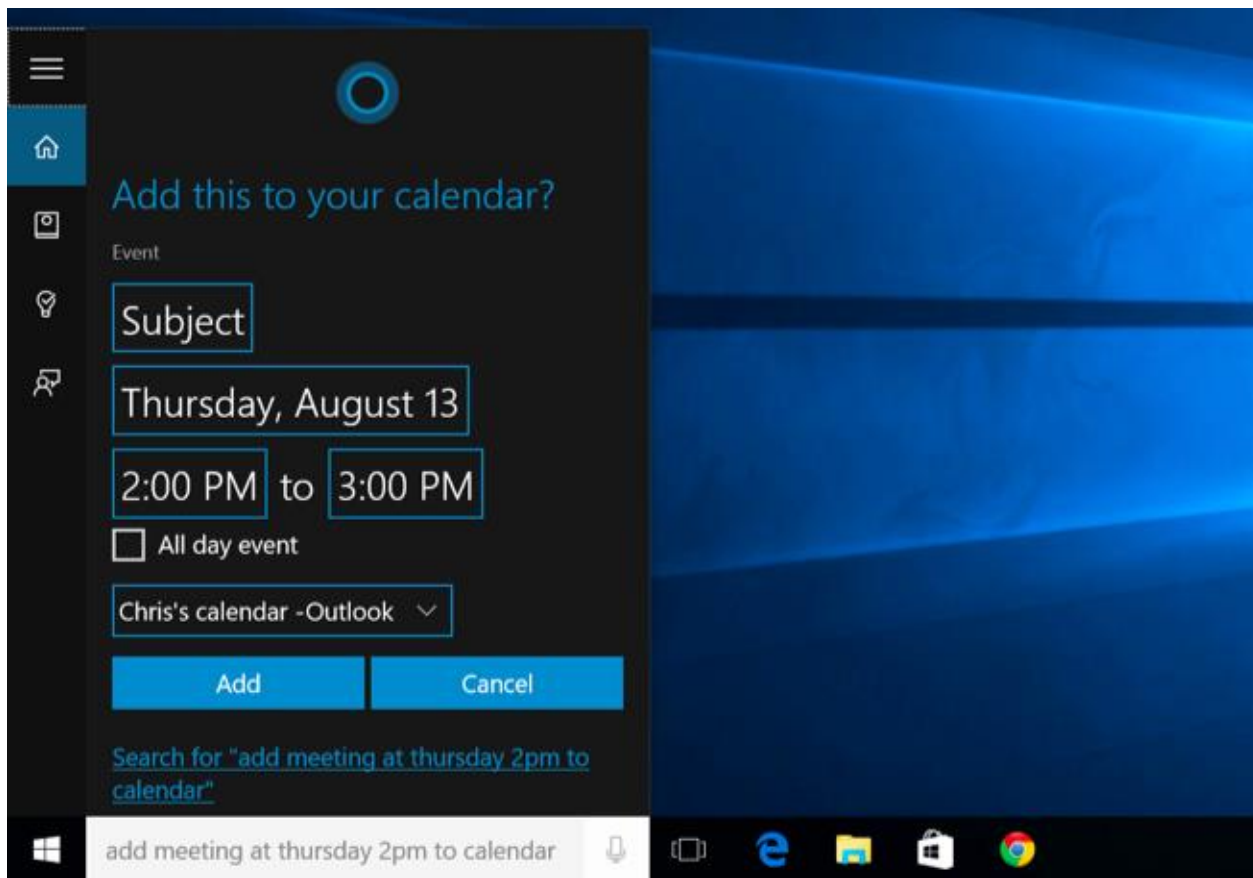 Add this to your calendar?
Event
Subject
Thursday, August 13
2:00 PM to 3:00 PM
All day event
Chris's calendar -Outlook
Add Cancel
Search for "add meeting at thursday 2pm to
calendar"
add meeting at thursday 2pm to calendar